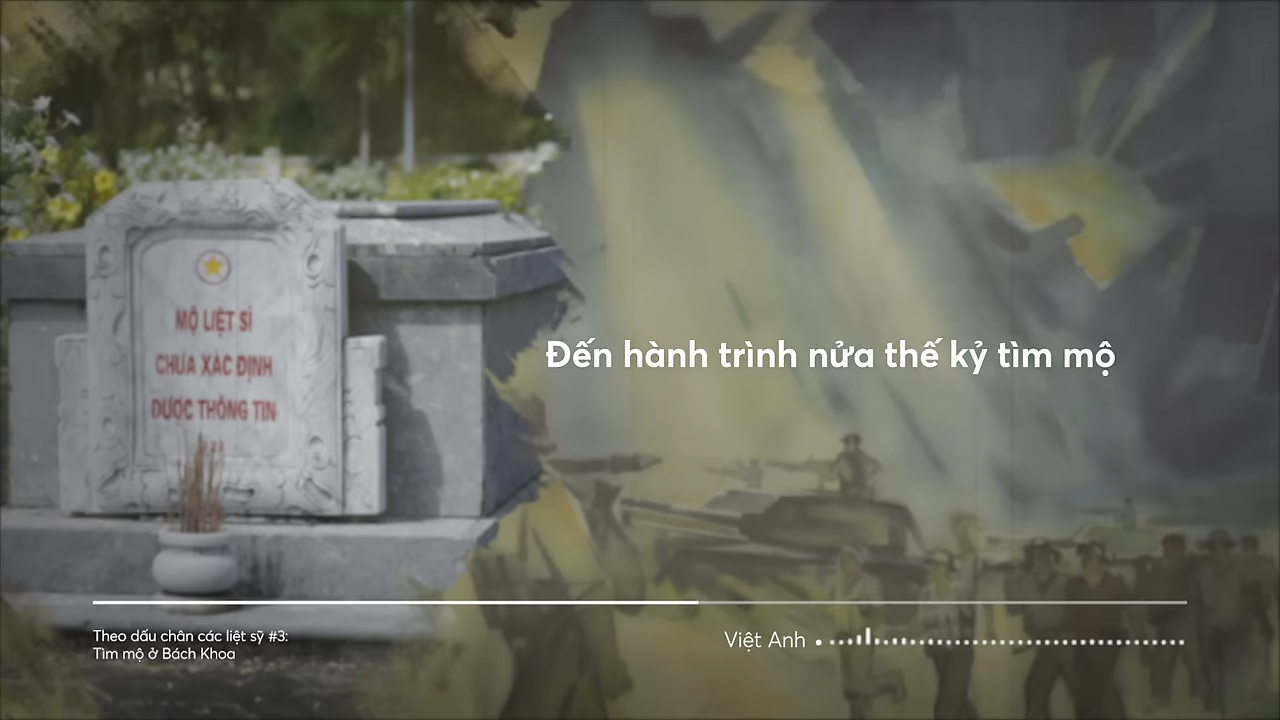 MỘ LIỆT SĨ
CHƯA XÁC ĐỊNH
ĐƯỢC THÔNG TIN
Đến hành trình nửa thế kỷ tìm mộ
Theo dấu chân các liệt sỹ #3:
Tìm mộ ở Bách Khoa
Việt Anh